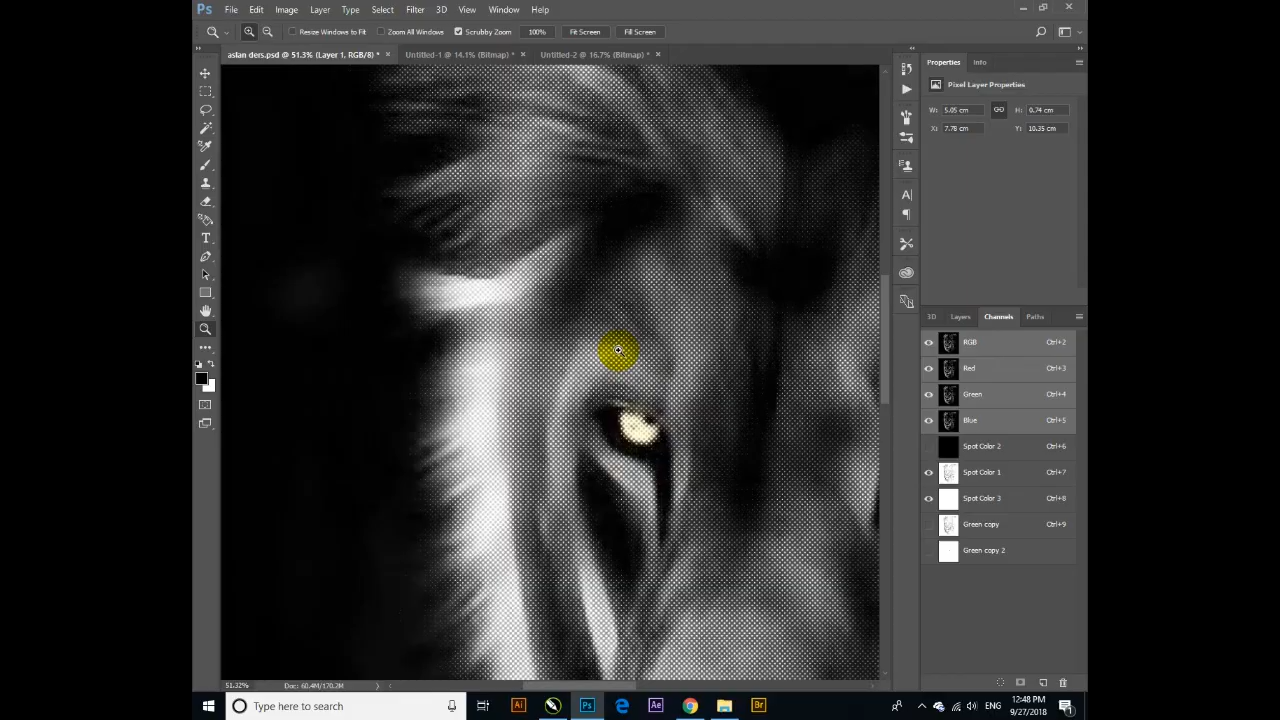 Ps File Edit Image Layer Type Select Filter 3D View Window Help
Resize Windows to Fit Zoom All Windows Scrubby Zoom 100% Fit Screen Fill Screen
aslan ders.psd @ 51.3% (Layer 1, RGB/8) * × Untitled-1 @ 14.1% (Bitmap) * × Untitled-2 @ 16.7% (Bitmap) * ×
Properties Info
Pixel Layer Properties
W: 5.05 cm H: 0.74 cm
X: 7.78 cm Y: 10.35 cm
3D Layers Channels Paths
RGB Ctrl+2
Red Ctrl+3
Green Ctrl+4
Blue Ctrl+5
Spot Color 2 Ctrl+6
Spot Color 1 Ctrl+7
Spot Color 3 Ctrl+8
Green copy Ctrl+9
Green copy 2
51.32% Doc: 60.4M/170.2M
Type here to search Ai Ps Ae Br ENG
12:48 PM
9/27/2018
1